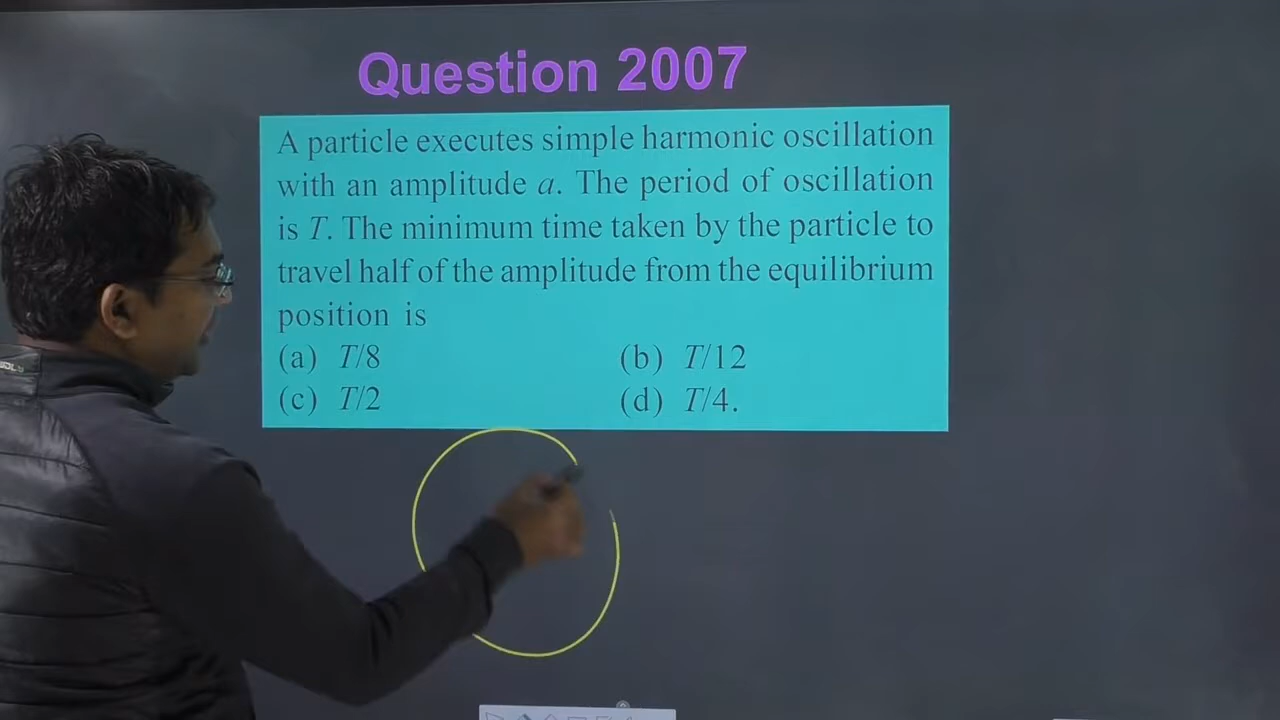 Question 2007
A particle executes simple harmonic oscillation
with an amplitude a. The period of oscillation
is T. The minimum time taken by the particle to
travel half of the amplitude from the equilibrium
position is
(a) T/8 (b) T/12
(c) T/2 (d) T/4.